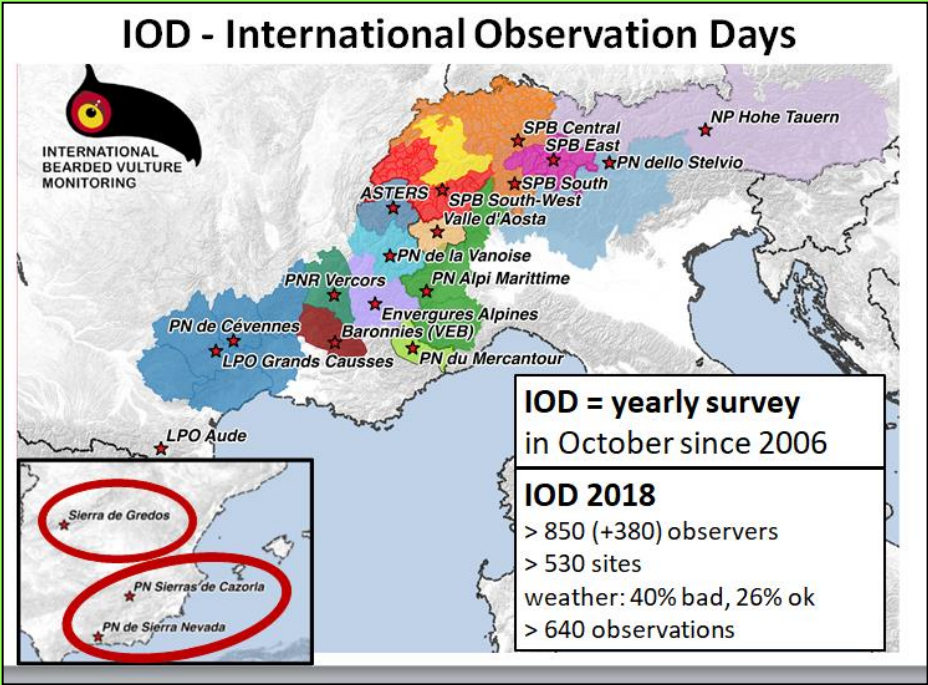 IOD - International Observation Days
INTERNATIONAL
BEARDED VULTURE
MONITORING
NP Hohe Tauern
SPB Central
SPB East
PN dello Stelvio
SPB South
ASTERS
SPB South-West
Valle d'Aosta
PN de la Vanoise
PNR Vercors
PN Alpi Marittime
Envergures Alpines
PN de Cévennes
Baronnies (VEB)
LPO Grands Causses
PN du Mercantour
LPO Aude
IOD = yearly survey
in October since 2006
IOD 2018
> 850 (+380) observers
> 530 sites
weather: 40% bad, 26% ok
> 640 observations
Sierra de Gredos
PN Sierras de Cazorla
PN de Sierra Nevada